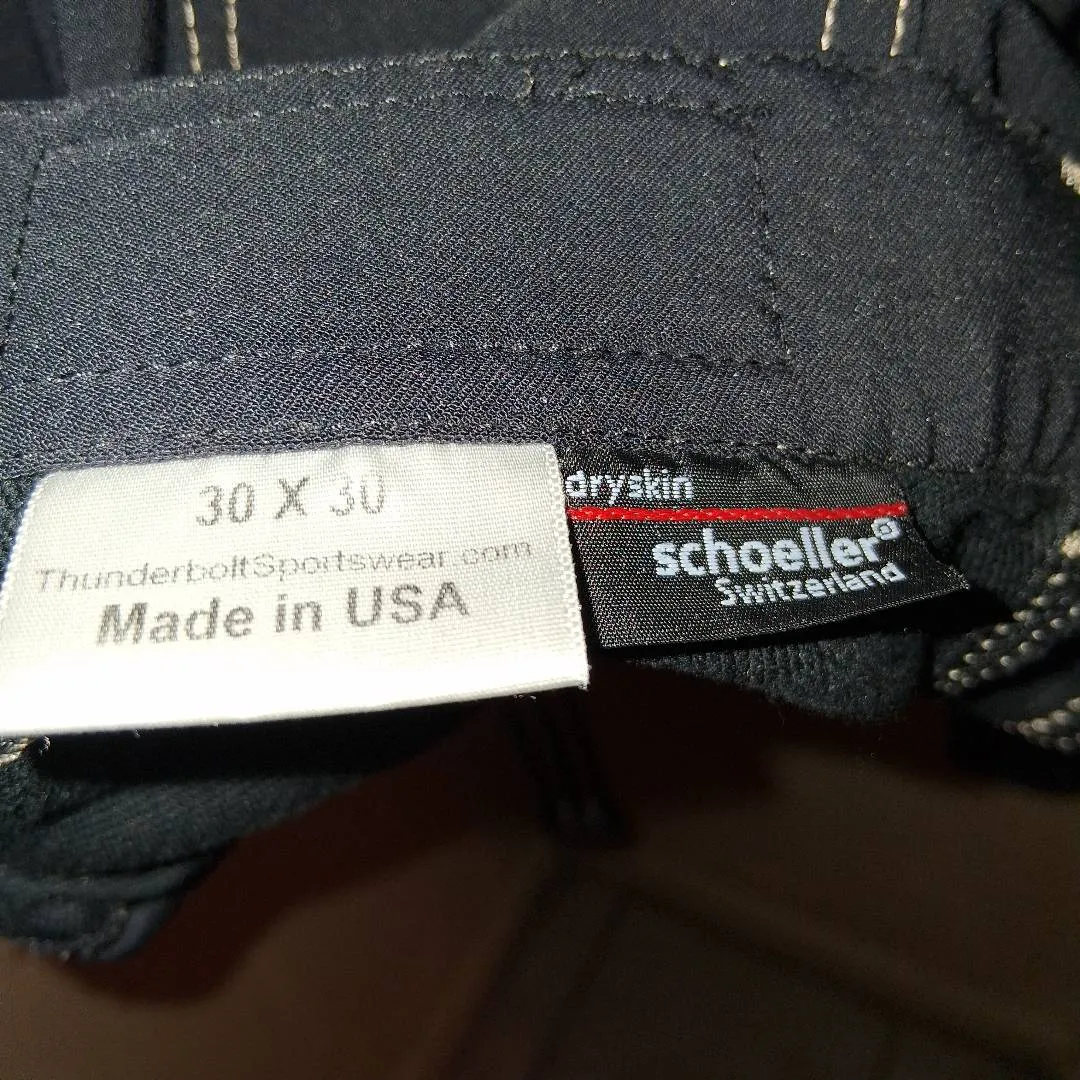 30 X 30
ThunderboltSportswear.com
Made in USA
dryskin
schoeller®
Switzerland